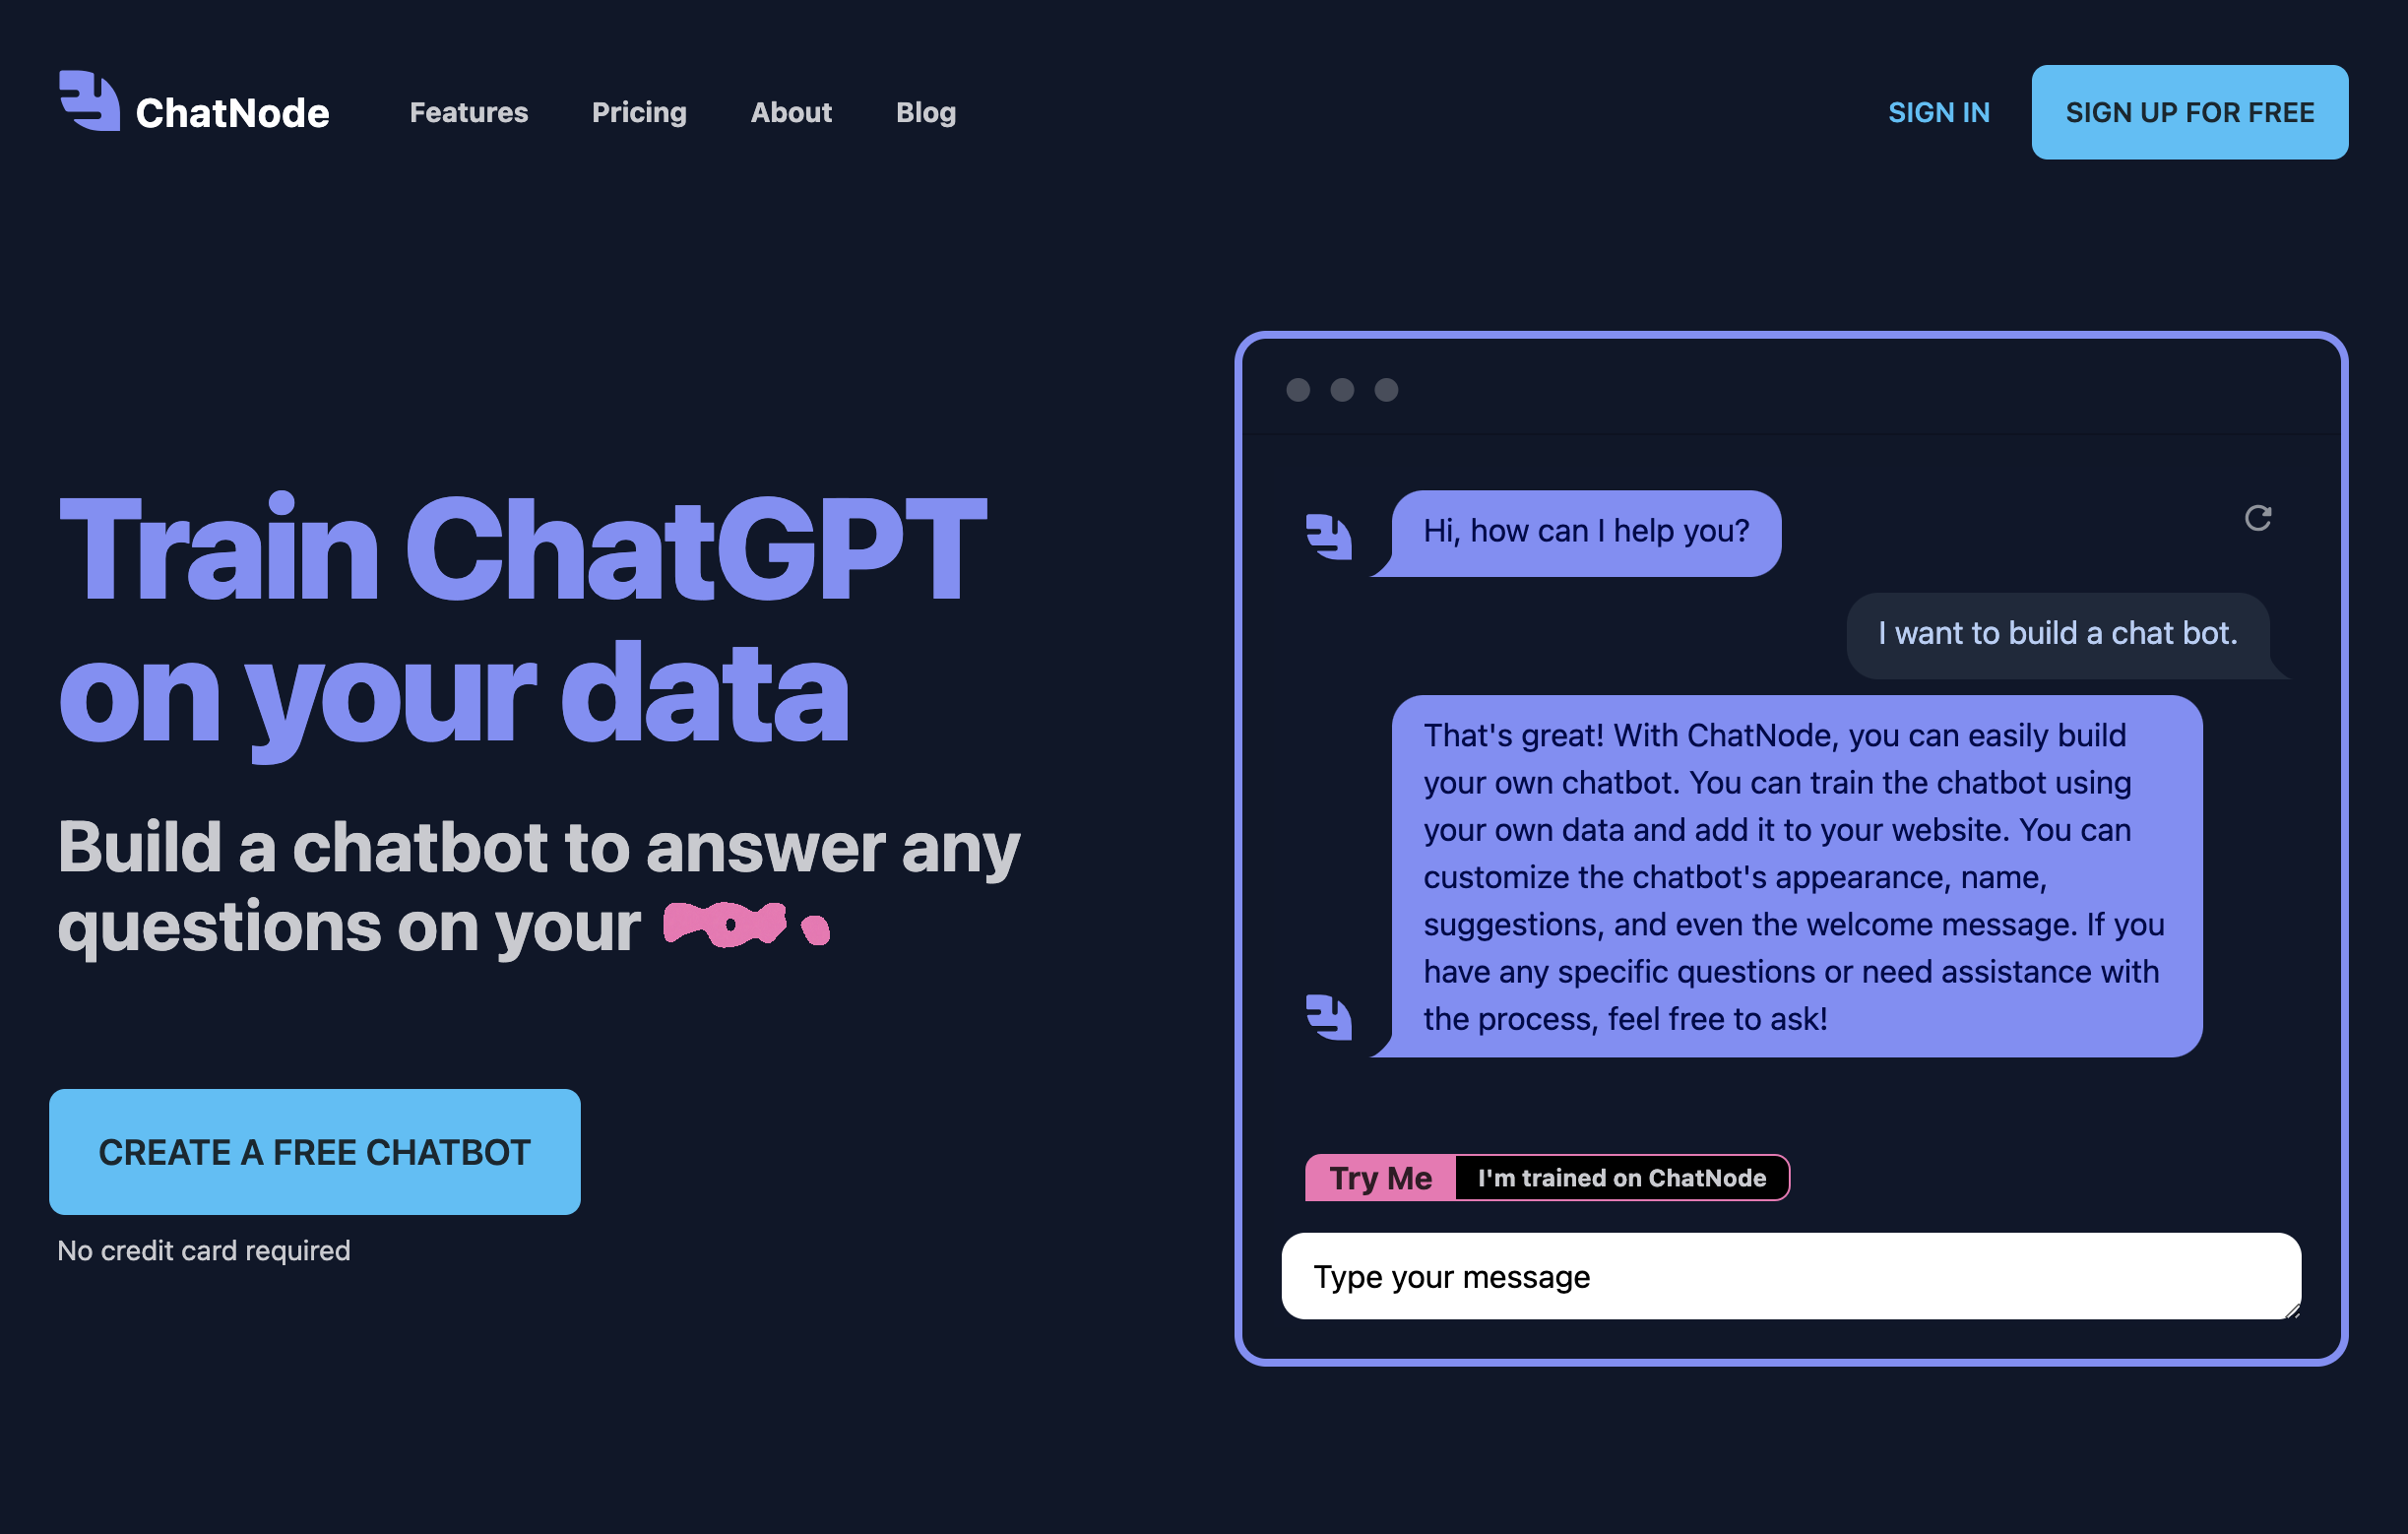 ChatNode
Features
Pricing
About
Blog
SIGN IN
SIGN UP FOR FREE
Train ChatGPT
on your data
Build a chatbot to answer any
questions on your
CREATE A FREE CHATBOT
No credit card required
Hi, how can I help you?
I want to build a chat bot.
That's great! With ChatNode, you can easily build
your own chatbot. You can train the chatbot using
your own data and add it to your website. You can
customize the chatbot's appearance, name,
suggestions, and even the welcome message. If you
have any specific questions or need assistance with
the process, feel free to ask!
Try Me
I'm trained on ChatNode
Type your message